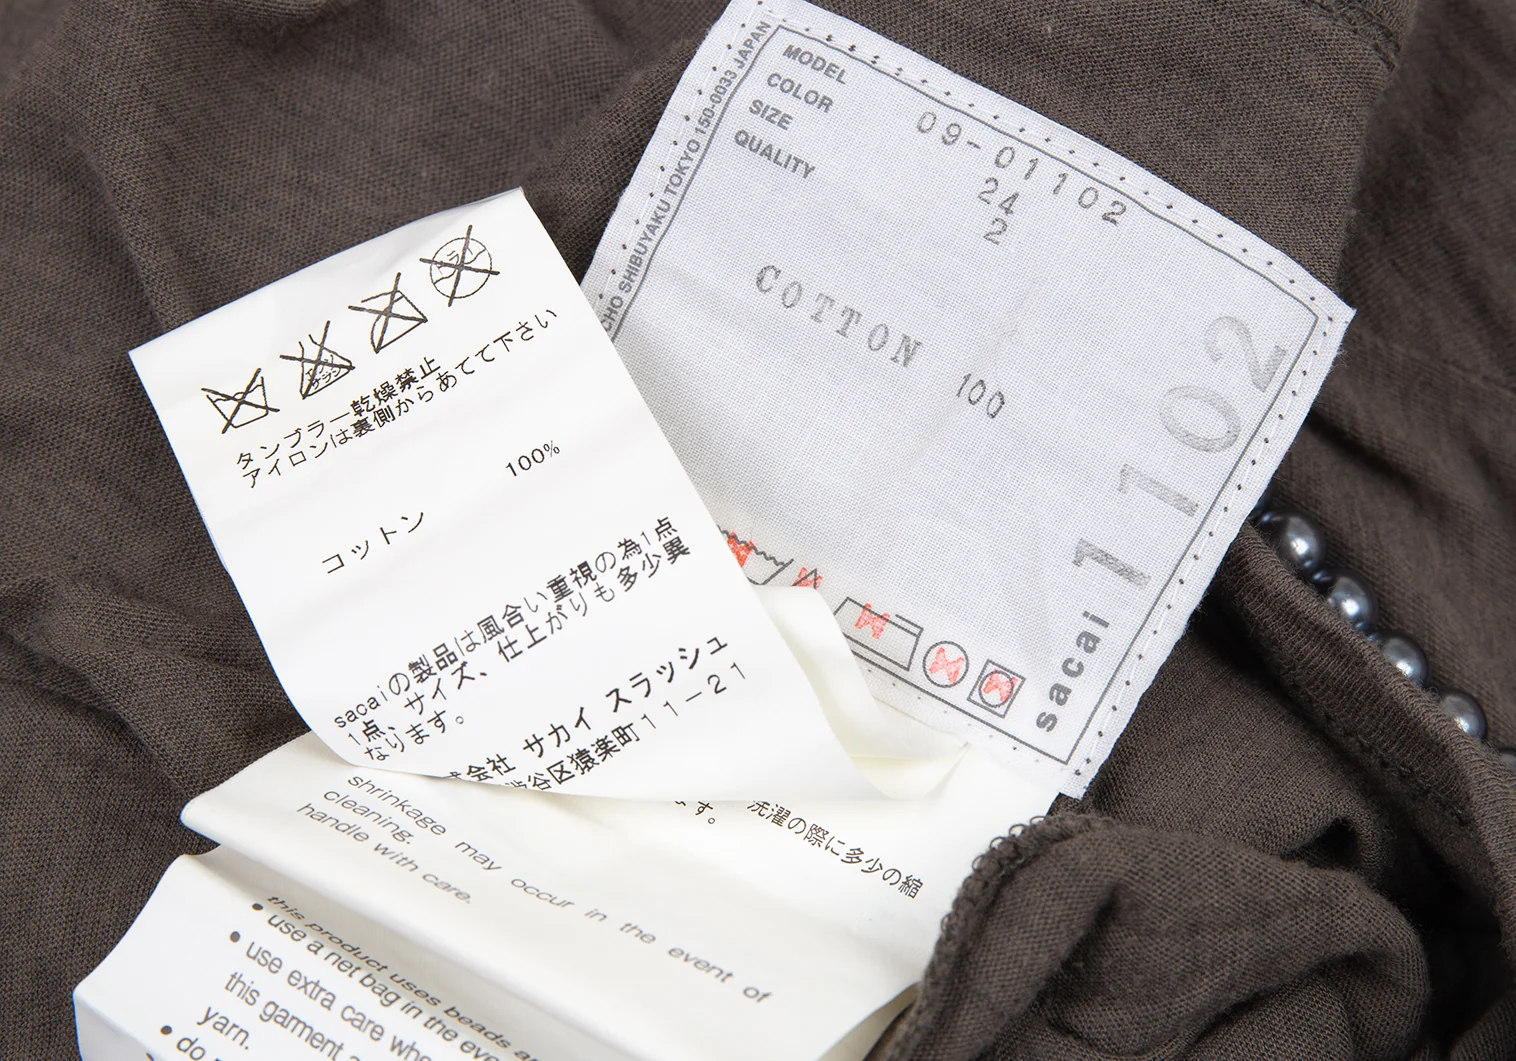 MODEL 09-01102
COLOR 24
SIZE 2
QUALITY
COTTON 100
CHO SHIBUYAKU TOKYO 150-0033 JAPAN
sacai 1 1102
ドライ
タンブラー乾燥禁止
アイロンは裏側からあてて下さい
100%
コットン
sacaiの製品は風合い重視の為1点
1点、サイズ、仕上がりも多少異
なります。
会社 サカイ スラッシュ
渋谷区猿楽町11-21
洗濯の際に多少の縮
す。
shrinkage may occur in the event of
cleaning.
handle with care.
this product uses beads
• use a net bag in the
• use extra care
this garment
yarn.
• do